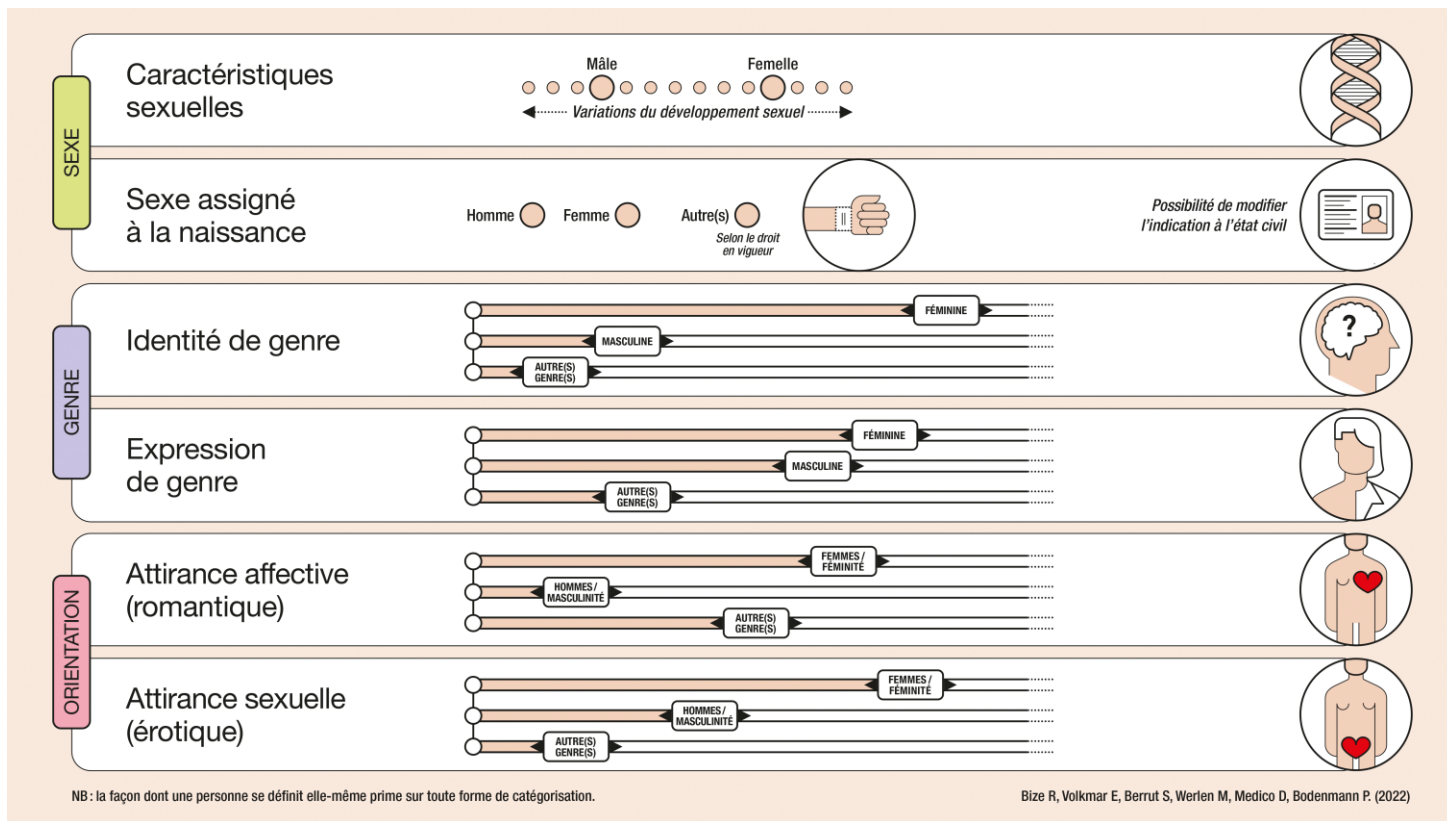 SEXE
Caractéristiques
sexuelles
Mâle
Femelle
Variations du développement sexuel
Sexe assigné
à la naissance
Homme
Femme
Autre(s)
Selon le droit
en vigueur
Possibilité de modifier
l'indication à l'état civil
GENRE
Identité de genre
FÉMININE
MASCULINE
AUTRE(S)
GENRE(S)
?
Expression
de genre
FÉMININE
MASCULINE
AUTRE(S)
GENRE(S)
ORIENTATION
Attirance affective
(romantique)
FEMMES /
FÉMINITÉ
HOMMES /
MASCULINITÉ
AUTRE(S)
GENRE(S)
Attirance sexuelle
(érotique)
FEMMES /
FÉMINITÉ
HOMMES /
MASCULINITÉ
AUTRE(S)
GENRE(S)
NB : la façon dont une personne se définit elle-même prime sur toute forme de catégorisation.
Bize R, Volkmar E, Berrut S, Werlen M, Medico D, Bodenmann P. (2022)